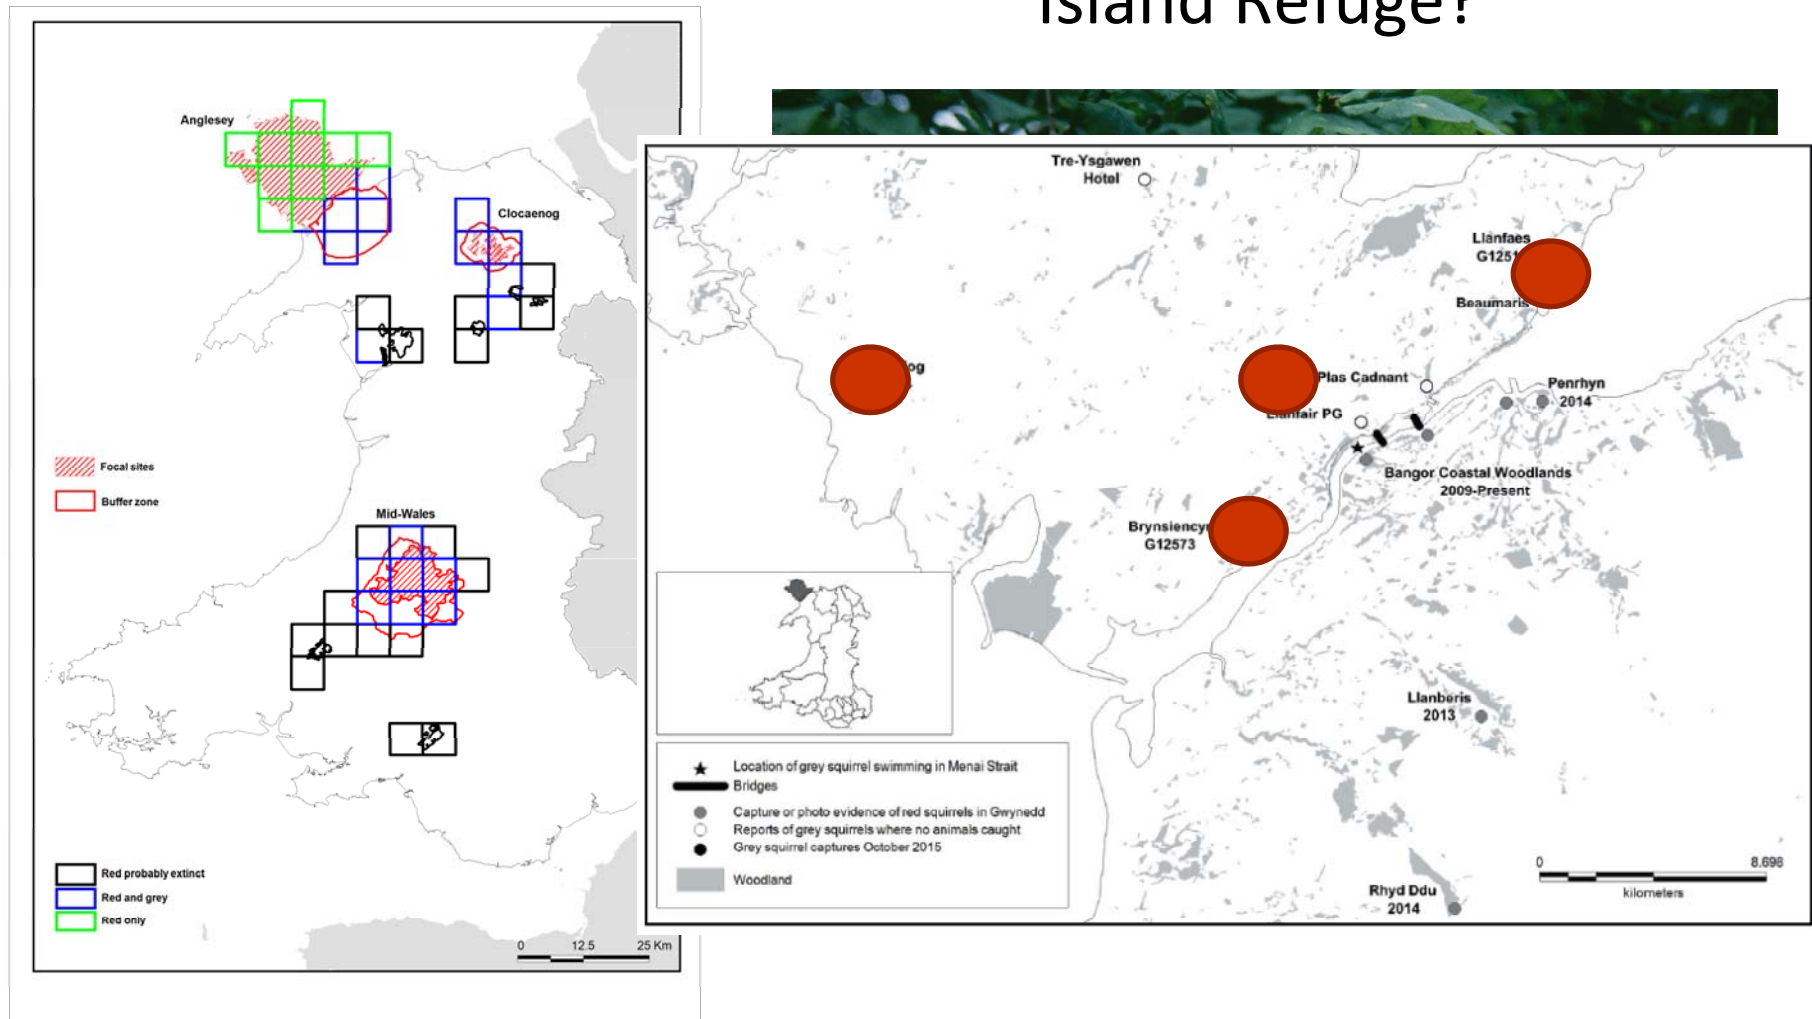 Island Refuge?
Anglesey
Clocaenog
Focal sites
Buffer zone
Mid-Wales
Red probably extinct
Red and grey
Red only
0 12.5 25 Km
Tre-Ysgawen
Hotel
Llanfaes
G1251
Beaumaris
og
Plas Cadnant
Llanfair PG
Penrhyn
2014
Bangor Coastal Woodlands
2009-Present
Brynsiencyn
G12573
Llanberis
2013
Rhyd Ddu
2014
Location of grey squirrel swimming in Menai Strait
Bridges
Capture or photo evidence of red squirrels in Gwynedd
Reports of grey squirrels where no animals caught
Grey squirrel captures October 2015
Woodland
0 8.698
kilometers